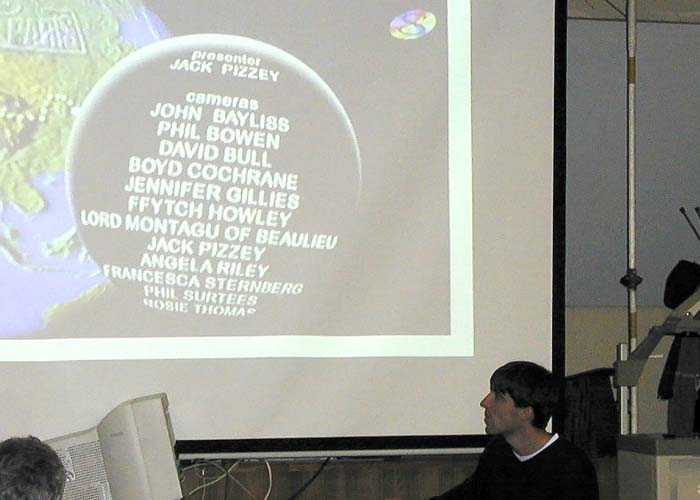 PARIS
presenter
JACK PIZZEY
cameras
JOHN BAYLISS
PHIL BOWEN
DAVID BULL
BOYD COCHRANE
JENNIFER GILLIES
FFYTCH HOWLEY
LORD MONTAGU OF BEAULIEU
JACK PIZZEY
ANGELA RILEY
FRANCESCA STERNBERG
PHIL SURTEES
ROSIE THOMAS